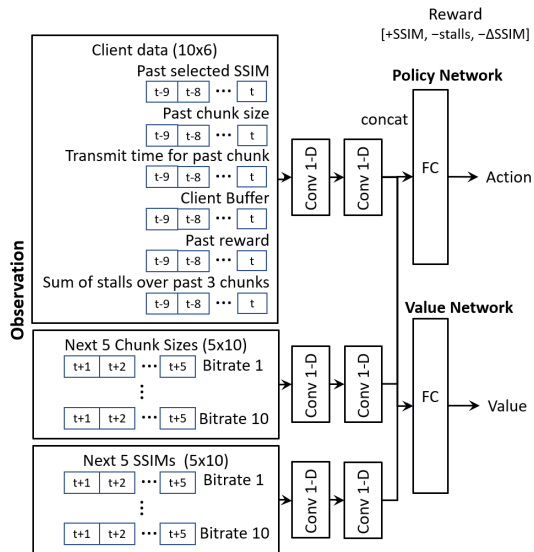 Reward
[+SSIM, −stalls, −ΔSSIM]
Observation
Client data (10x6)
Past selected SSIM
t-9 t-8 ••• t
Past chunk size
t-9 t-8 ••• t
Transmit time for past chunk
t-9 t-8 ••• t
Client Buffer
t-9 t-8 ••• t
Past reward
t-9 t-8 ••• t
Sum of stalls over past 3 chunks
t-9 t-8 ••• t
Conv 1-D
Conv 1-D
concat
Policy Network
FC
Action
Next 5 Chunk Sizes (5x10)
t+1 t+2 ••• t+5 Bitrate 1
t+1 t+2 ••• t+5 Bitrate 10
Conv 1-D
Conv 1-D
Value Network
FC
Value
Next 5 SSIMs (5x10)
t+1 t+2 ••• t+5 Bitrate 1
t+1 t+2 ••• t+5 Bitrate 10
Conv 1-D
Conv 1-D